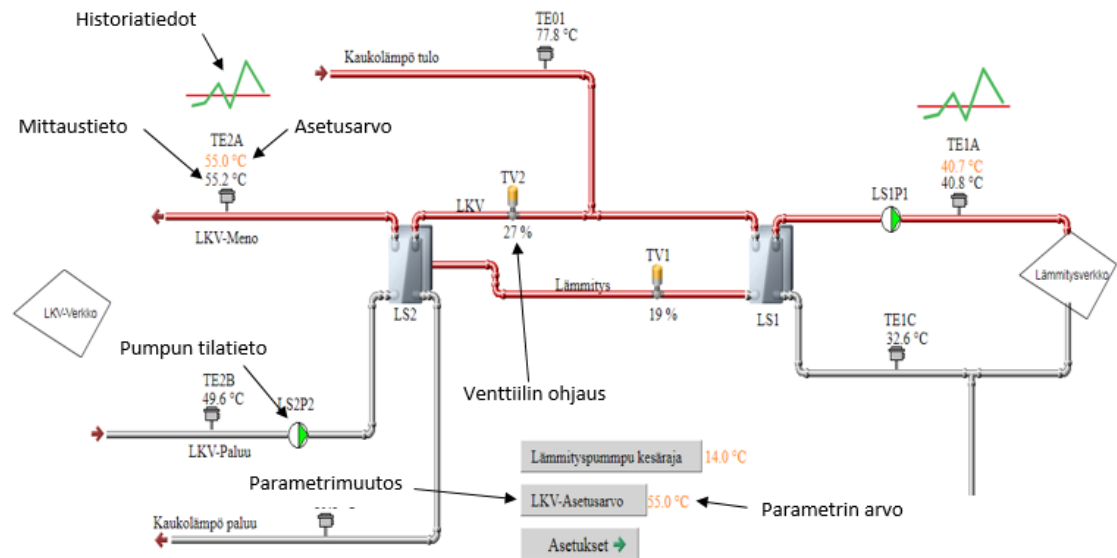 Historiatiedot
TE01
77.8 °C
Kaukolämpö tulo
Mittaustieto
Asetusarvo
TE2A
55.0 °C
55.2 °C
TE1A
40.7 °C
40.8 °C
TV2
LKV
27 %
LS1P1
LKV-Meno
Lämmitysverkko
TV1
Lämmitys
19 %
LS2
LS1
LKV-Verkko
TE1C
32.6 °C
Pumpun tilatieto
Venttiilin ohjaus
TE2B
49.6 °C
LS2P2
LKV-Paluu
Lämmityspummpu kesäraja
14.0 °C
Parametrimuutos
LKV-Asetusarvo
55.0 °C
Parametrin arvo
Kaukolämpö paluu
Asetukset